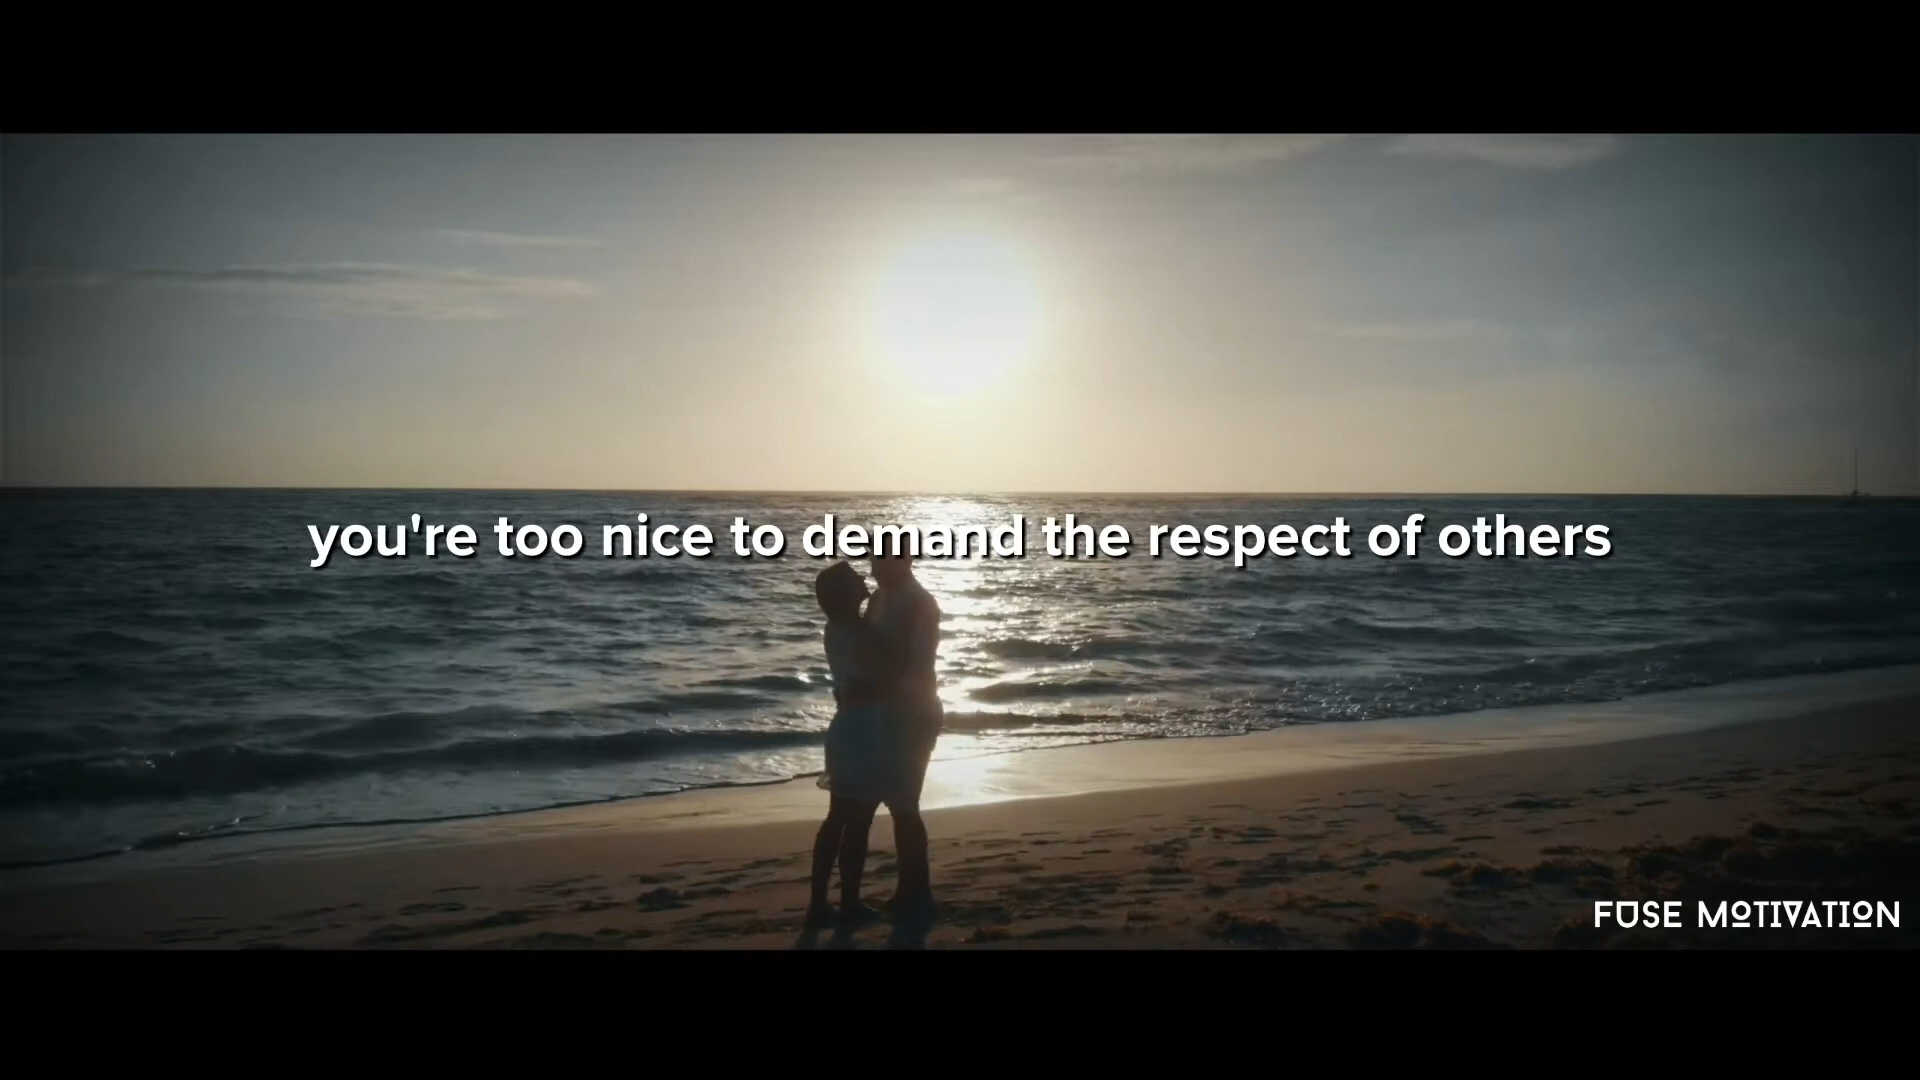 you're too nice to demand the respect of others
FUSE MOTIVATION